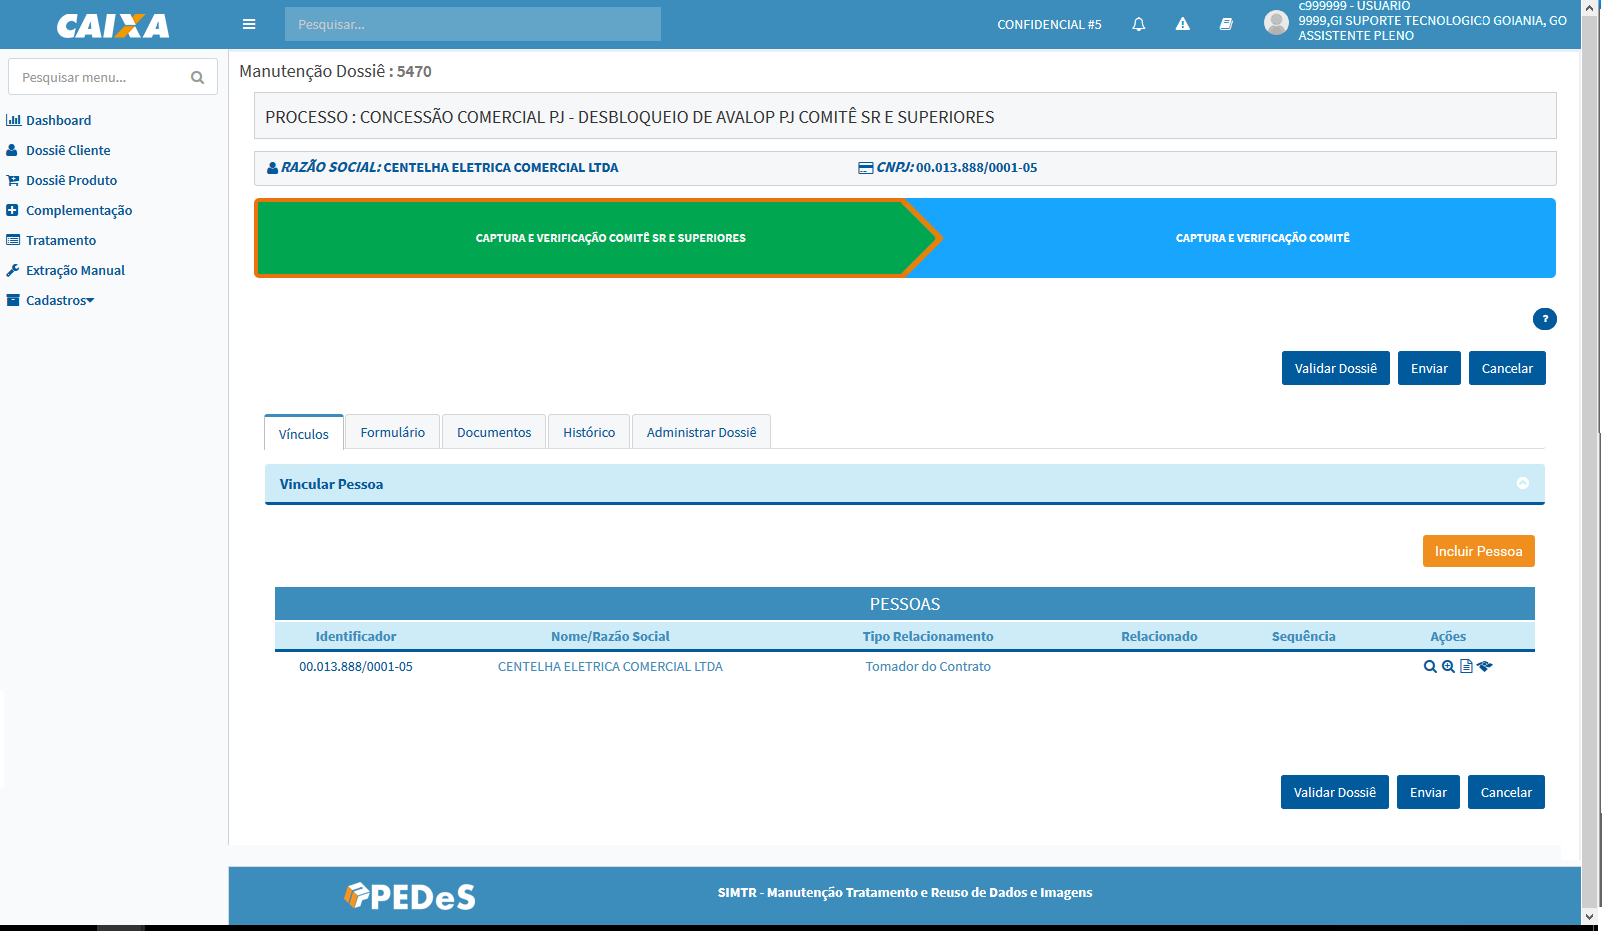 CAIXA
Pesquisar...
CONFIDENCIAL #5
c999999 - USUARIO
9999,GI SUPORTE TECNOLOGICO GOIANIA, GO
ASSISTENTE PLENO
Pesquisar menu...
Dashboard
Dossiê Cliente
Dossiê Produto
Complementação
Tratamento
Extração Manual
Cadastros
Manutenção Dossiê : 5470
PROCESSO : CONCESSÃO COMERCIAL PJ - DESBLOQUEIO DE AVALOP PJ COMITÊ SR E SUPERIORES
RAZÃO SOCIAL: CENTELHA ELETRICA COMERCIAL LTDA
CNPJ: 00.013.888/0001-05
CAPTURA E VERIFICAÇÃO COMITÊ SR E SUPERIORES
CAPTURA E VERIFICAÇÃO COMITÊ
?
Validar Dossiê
Enviar
Cancelar
Vínculos
Formulário
Documentos
Histórico
Administrar Dossiê
Vincular Pessoa
Incluir Pessoa
PESSOAS
Identificador
Nome/Razão Social
Tipo Relacionamento
Relacionado
Sequência
Ações
00.013.888/0001-05
CENTELHA ELETRICA COMERCIAL LTDA
Tomador do Contrato
Validar Dossiê
Enviar
Cancelar
PEDeS
SIMTR - Manutenção Tratamento e Reuso de Dados e Imagens